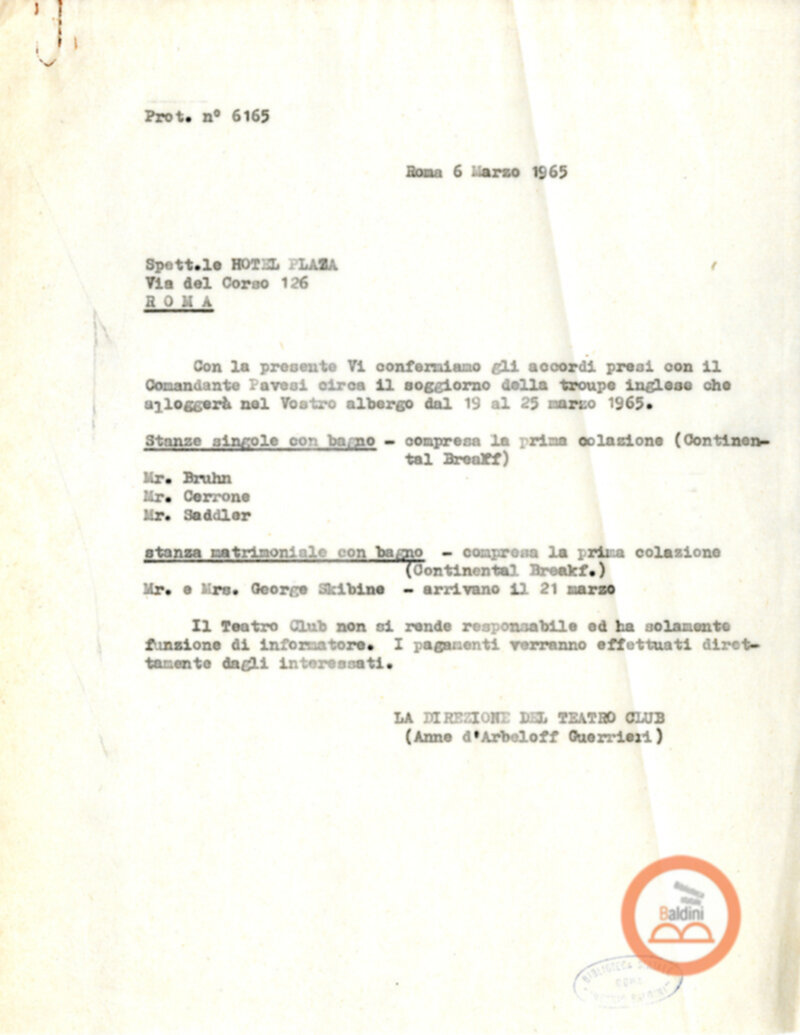 Prot. n° 6165
Roma 6 Marzo 1965
Spett.le HOTEL PLAZA
Via del Corso 126
R O M A
Con la presente Vi confermiamo gli accordi presi con il
Comandante Pavesi circa il soggiorno della troupe inglese che
alloggerà nel Vostro albergo dal 19 al 25 marzo 1965.
Stanze singole con bagno - compresa la prima colazione (Continen-
tal Breakf)
Mr. Bruhn
Mr. Cerrone
Mr. Saddler
stanza matrimoniale con bagno - compresa la prima colazione
(Continental Breakf.)
Mr. e Mrs. George Skibine - arrivano il 21 marzo
Il Teatro Club non si rende responsabile ed ha solamente
funzione di informatore. I pagamenti verranno effettuati diret-
tamente dagli interessati.
LA DIREZIONE DEL TEATRO CLUB
(Anne d'Arbeloff Guerrieri)
Biblioteca
statale
Baldini
BIBLIOTECA
ROMA